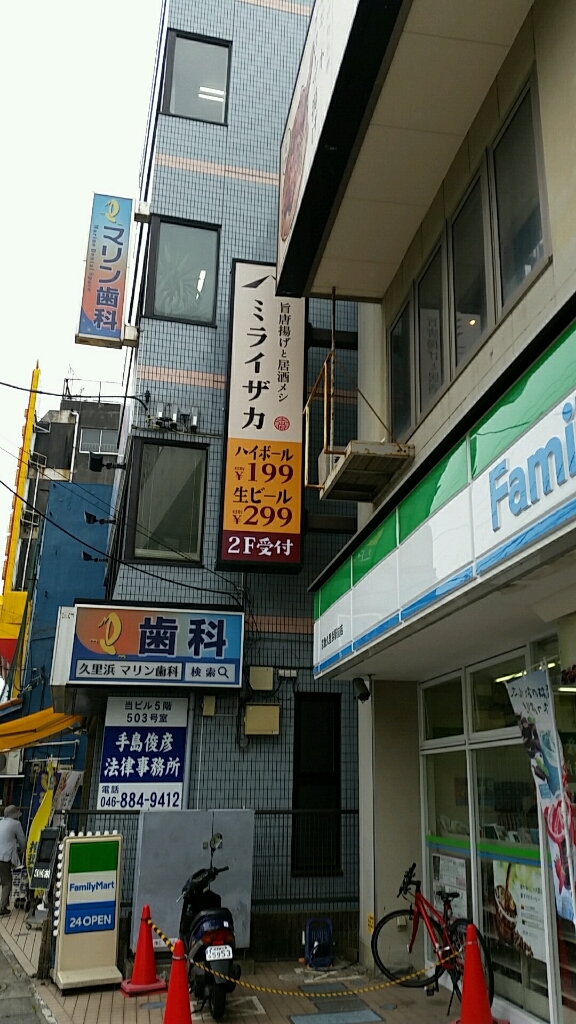 マリン歯科
旨唐揚げと居酒メシ
ミライザカ
ハイボール
¥199
生ビール
¥299
2F受付
Fami
歯科
久里浜 マリン歯科 検索
当ビル5階
503号室
手島俊彦
法律事務所
電話
046-884-9412
FamilyMart
24 OPEN
5953